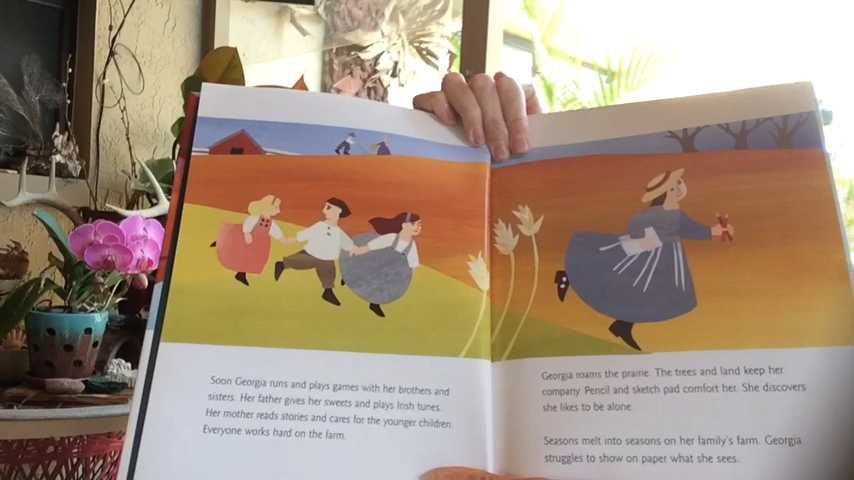 Soon Georgia runs and plays games with her brothers and
sisters. Her father gives her sweets and plays Irish tunes.
Her mother reads stories and cares for the younger children.
Everyone works hard on the farm.
Georgia roams the prairie. The trees and land keep her
company. Pencil and sketch pad comfort her. She discovers
she likes to be alone.
Seasons melt into seasons on her family's farm. Georgia
struggles to show on paper what she sees.